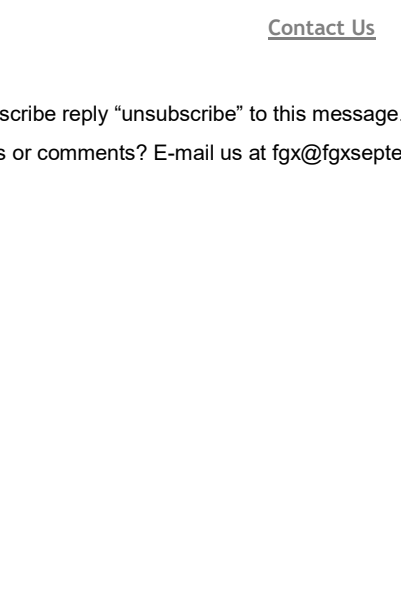 Contact Us
scribe reply “unsubscribe” to this message.
s or comments? E-mail us at fgx@fgxsepte